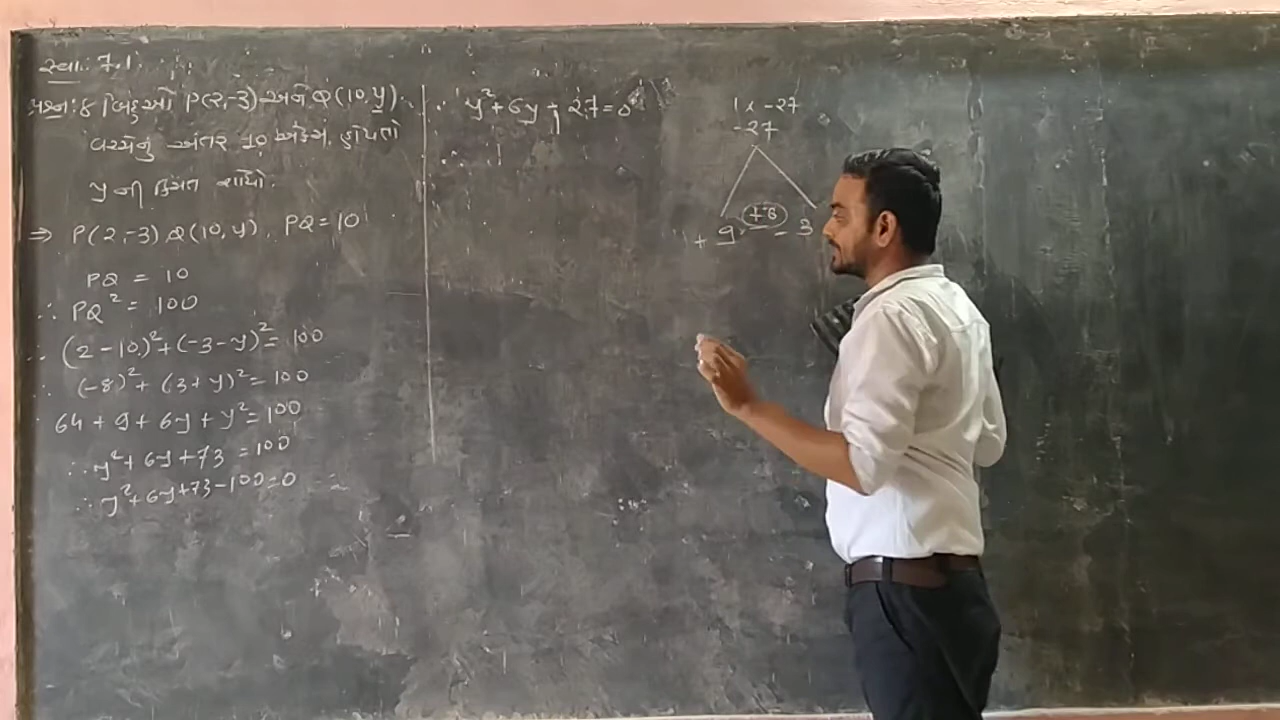 સ્વા. 7.1
પ્રશ્ન: ૪ બિંદુઓ P(2,-3) અને Q(10,y)
વચ્ચેનું અંતર 10 એકમ હોયતો
y ની કિંમત શોધો.
⇒ P(2,-3) Q(10,y), PQ = 10
PQ = 10
∴ PQ² = 100
∴ (2-10)² + (-3-y)² = 100
∴ (-8)² + (3+y)² = 100
64 + 9 + 6y + y² = 100
∴ y² + 6y + 73 = 100
∴ y² + 6y + 73 - 100 = 0
∴ y² + 6y - 27 = 0
1 x -27
-27
+6
+ 9 - 3